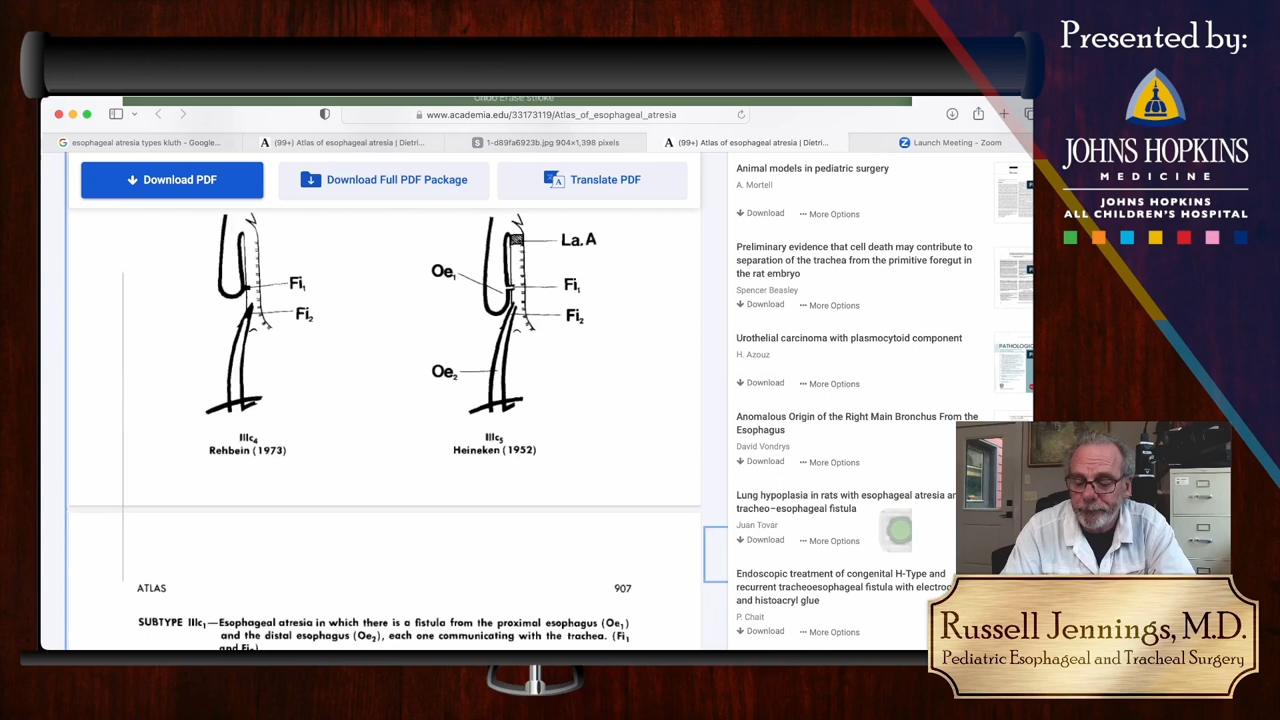 Presented by:
JOHNS HOPKINS
MEDICINE
JOHNS HOPKINS
ALL CHILDREN'S HOSPITAL
Undo Erase stroke
www.academia.edu/33173119/Atlas_of_esophageal_atresia
esophageal atresia types kluth - Google...
(99+) Atlas of esophageal atresia | Dietri...
1-d89fa6923b.jpg 904×1,398 pixels
(99+) Atlas of esophageal atresia | Dietri...
Launch Meeting - Zoom
Download PDF
Download Full PDF Package
Translate PDF
Fi₁
Fi₂
IIIc₄
Rehbein (1973)
La.A
Oe₁
Fi₁
Fi₂
Oe₂
IIIc₅
Heineken (1952)
ATLAS
907
SUBTYPE IIIc₁—Esophageal atresia in which there is a fistula from the proximal esophagus (Oe₁)
and the distal esophagus (Oe₂), each one communicating with the trachea. (Fi₁
and Fi₂)
Animal models in pediatric surgery
A. Mortell
Download ••• More Options
Preliminary evidence that cell death may contribute to
separation of the trachea from the primitive foregut in
the rat embryo
Spencer Beasley
Download ••• More Options
Urothelial carcinoma with plasmocytoid component
H. Azouz
Download ••• More Options
Anomalous Origin of the Right Main Bronchus From the
Esophagus
David Vondrys
Download ••• More Options
Lung hypoplasia in rats with esophageal atresia an
tracheo-esophageal fistula
Juan Tovar
Download ••• More Options
Endoscopic treatment of congenital H-Type and
recurrent tracheoesophageal fistula with electroc
and histoacryl glue
P. Chait
Download ••• More Options
Russell Jennings, M.D.
Pediatric Esophageal and Tracheal Surgery